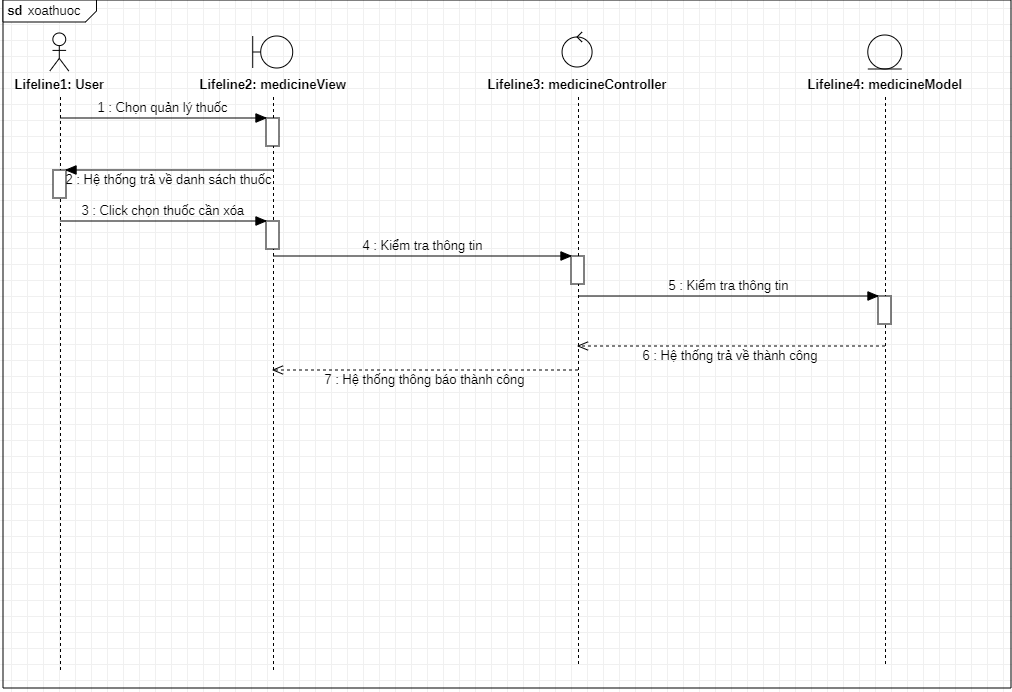 sd xoathuoc
Lifeline1: User
Lifeline2: medicineView
Lifeline3: medicineController
Lifeline4: medicineModel
1 : Chọn quản lý thuốc
2 : Hệ thống trả về danh sách thuốc
3 : Click chọn thuốc cần xóa
4 : Kiểm tra thông tin
5 : Kiểm tra thông tin
6 : Hệ thống trả về thành công
7 : Hệ thống thông báo thành công